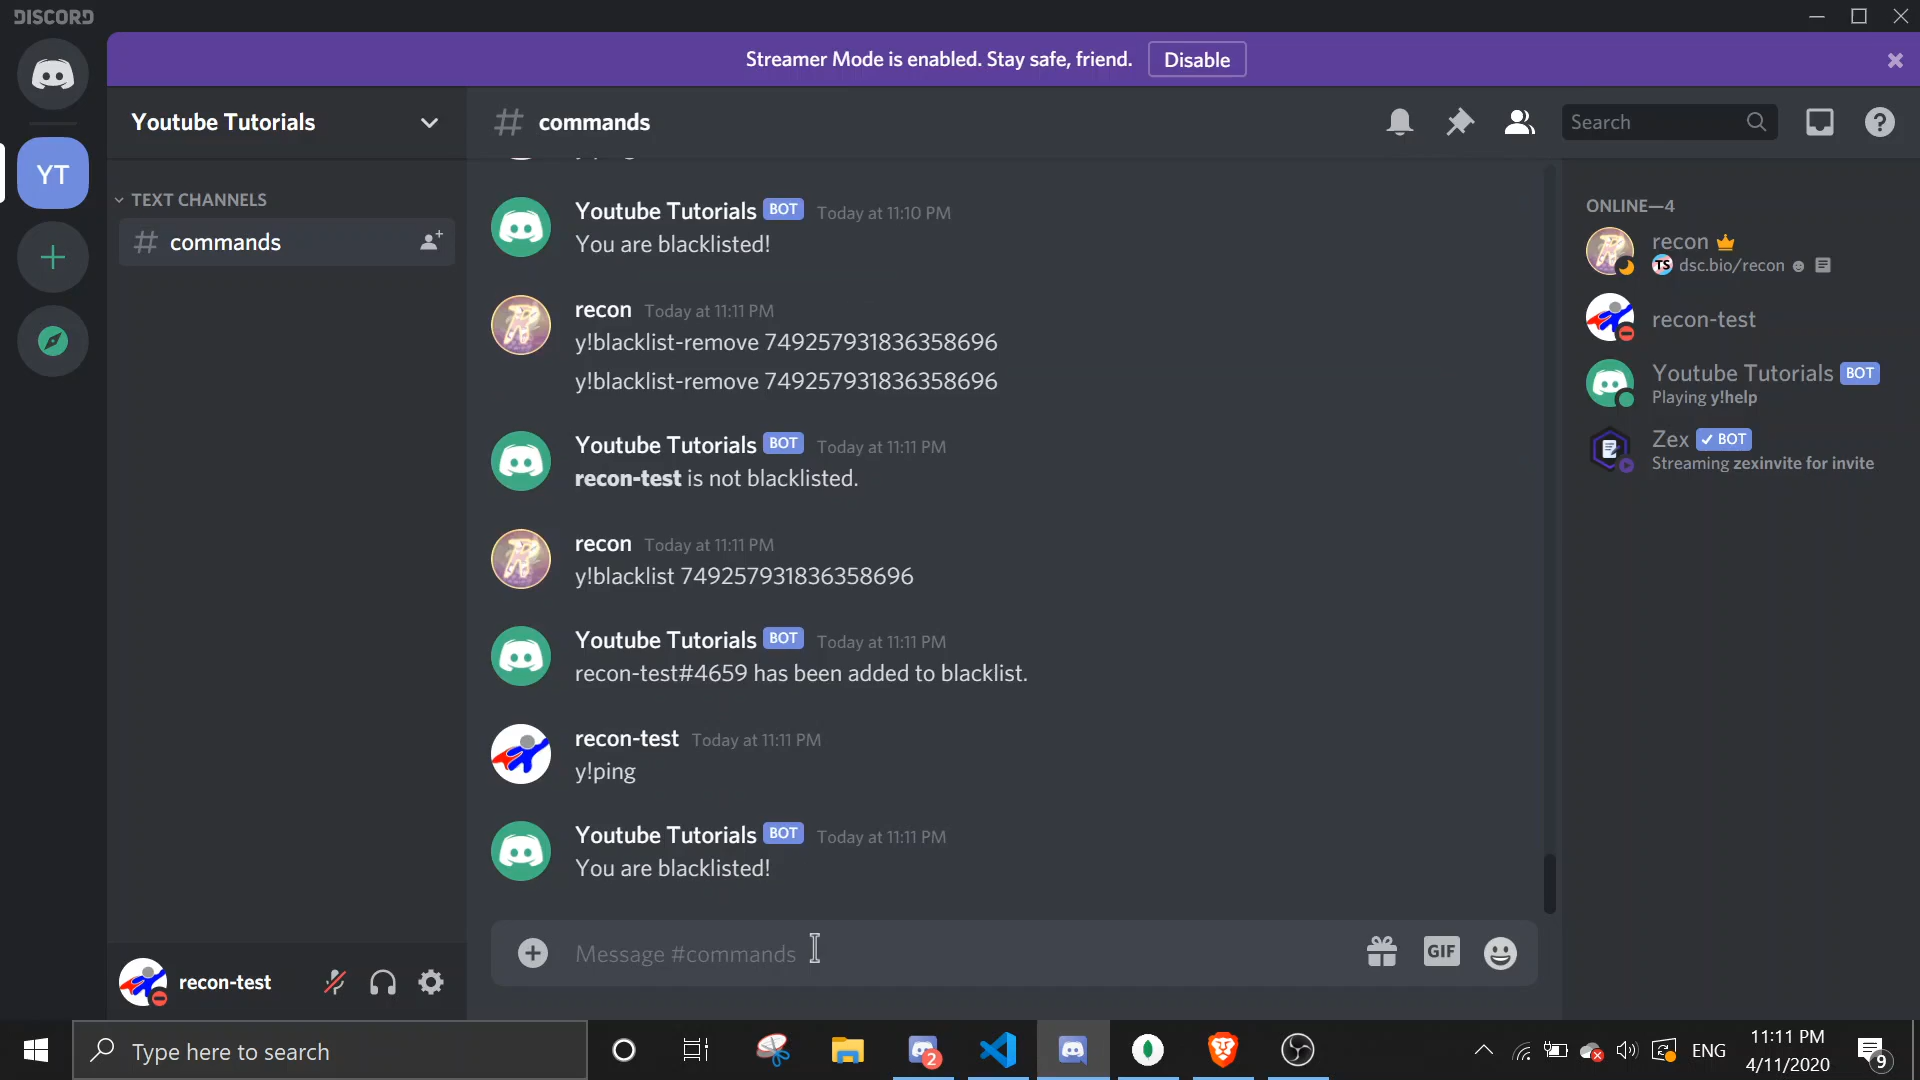 DISCORD
Streamer Mode is enabled. Stay safe, friend.
Disable
YT
Youtube Tutorials
TEXT CHANNELS
commands
recon-test
# commands
Search
Youtube Tutorials BOT Today at 11:10 PM
You are blacklisted!
recon Today at 11:11 PM
y!blacklist-remove 749257931836358696
y!blacklist-remove 749257931836358696
Youtube Tutorials BOT Today at 11:11 PM
recon-test is not blacklisted.
recon Today at 11:11 PM
y!blacklist 749257931836358696
Youtube Tutorials BOT Today at 11:11 PM
recon-test#4659 has been added to blacklist.
recon-test Today at 11:11 PM
y!ping
Youtube Tutorials BOT Today at 11:11 PM
You are blacklisted!
Message #commands
GIF
ONLINE—4
recon
TS dsc.bio/recon
recon-test
Youtube Tutorials BOT
Playing y!help
Zex ✓ BOT
Streaming zexinvite for invite
Type here to search
2
ENG
11:11 PM
4/11/2020
9